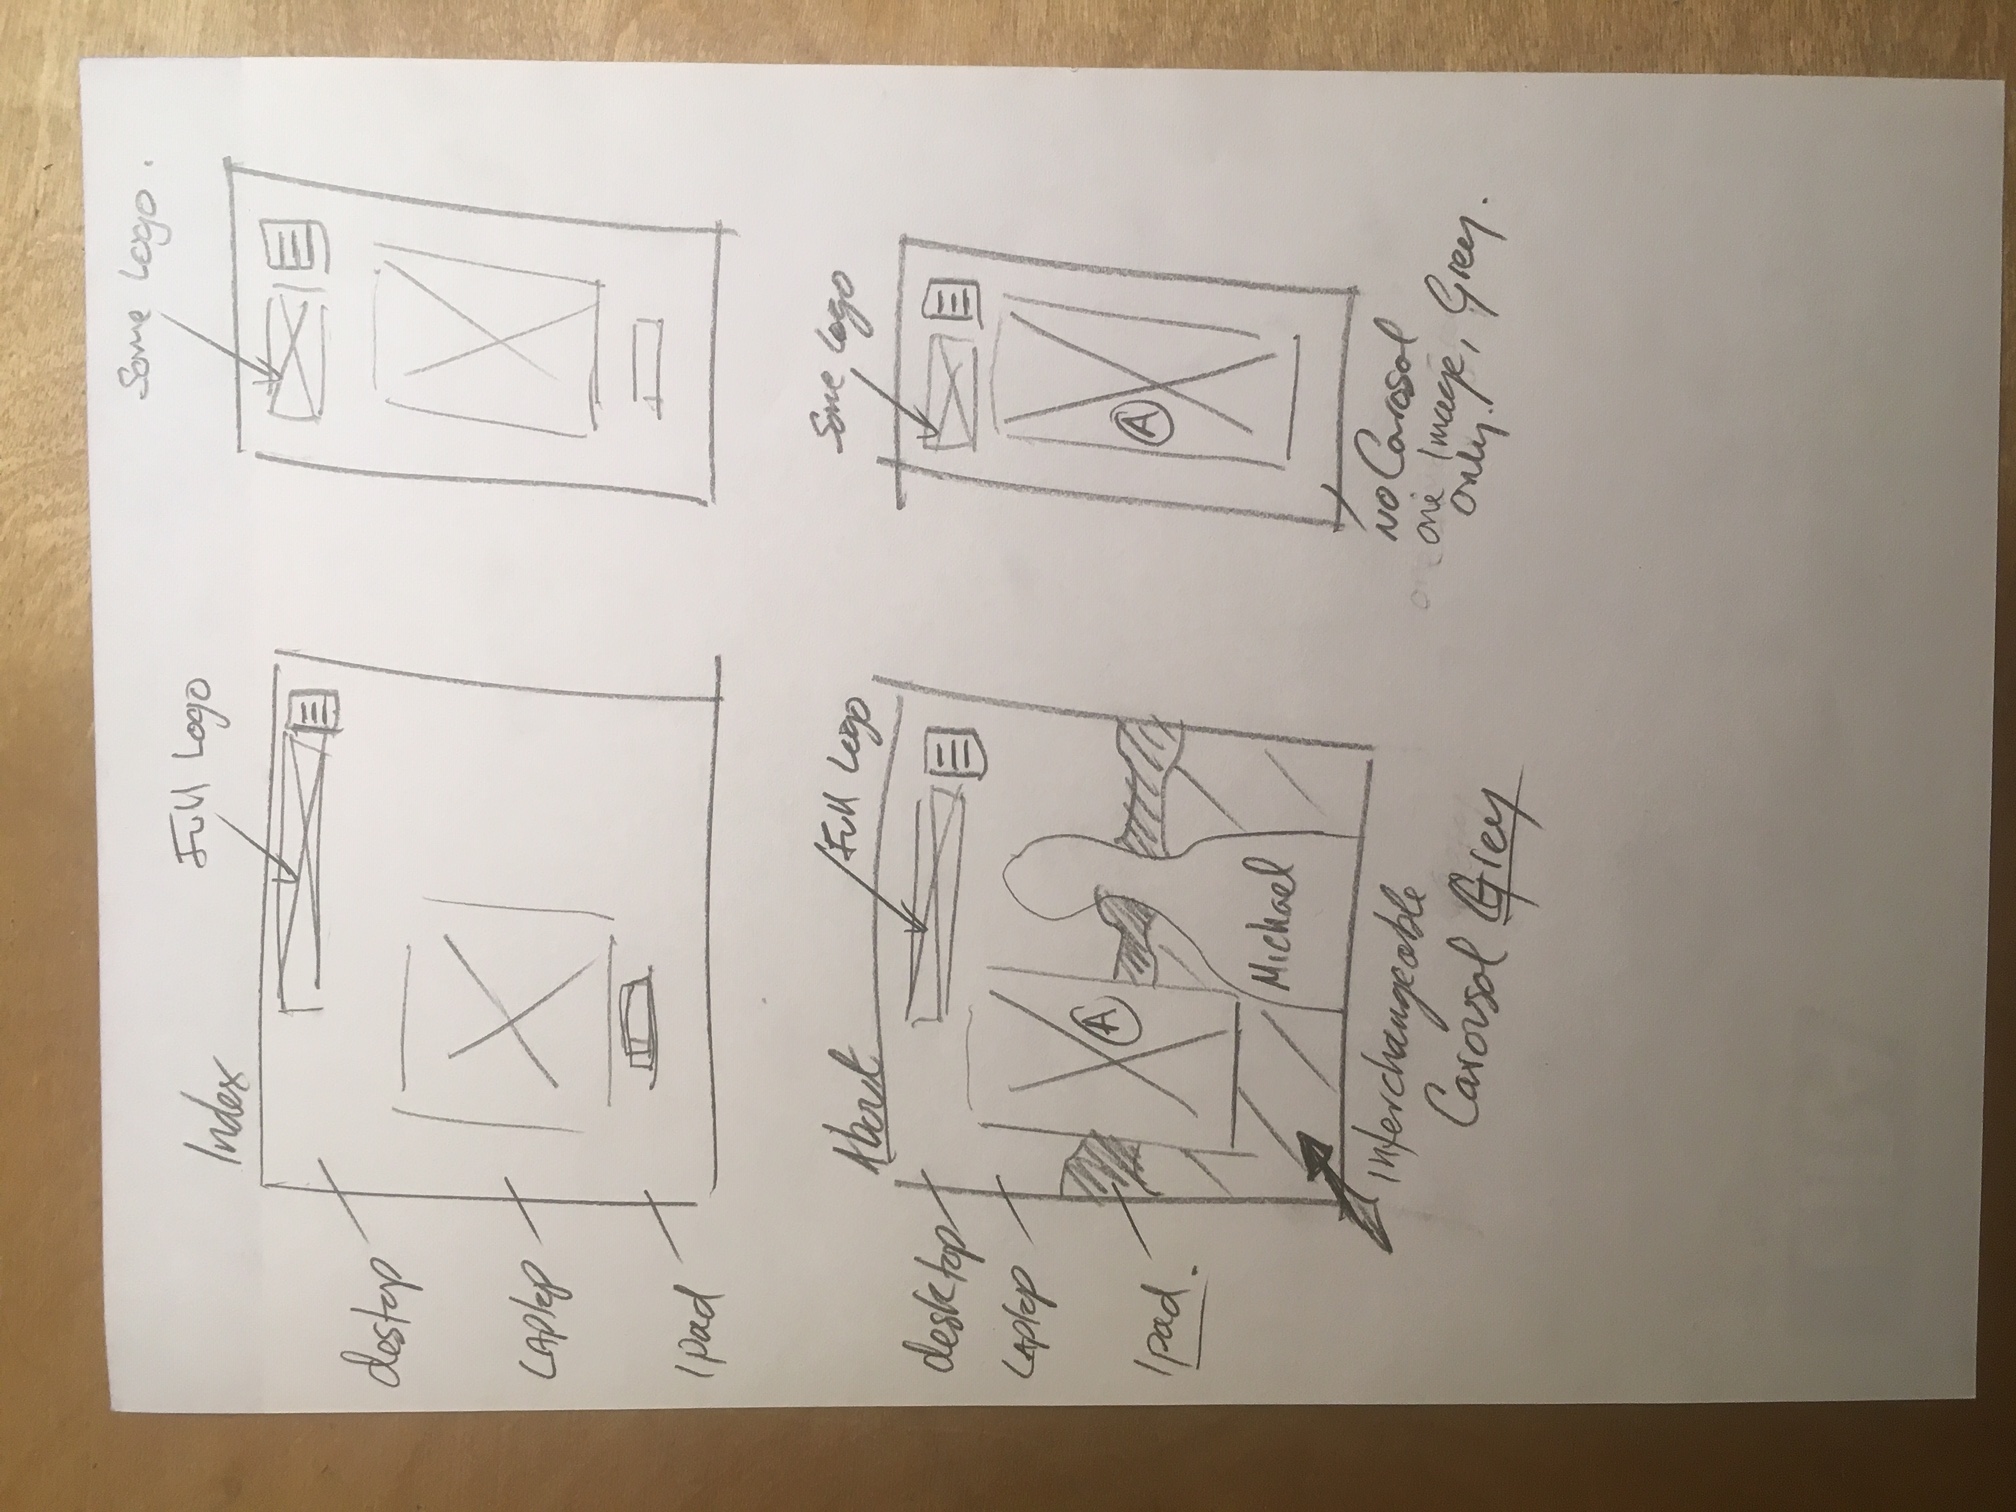 Some Logo.
Full Logo
Index
destop
Laptop
Ipad
Some Logo
Full Logo
About
desktop
Laptop
Ipad.
A
A
Michael
Interchangeable
Carousol Grey
No Carosol
one Image, Grey.
only.